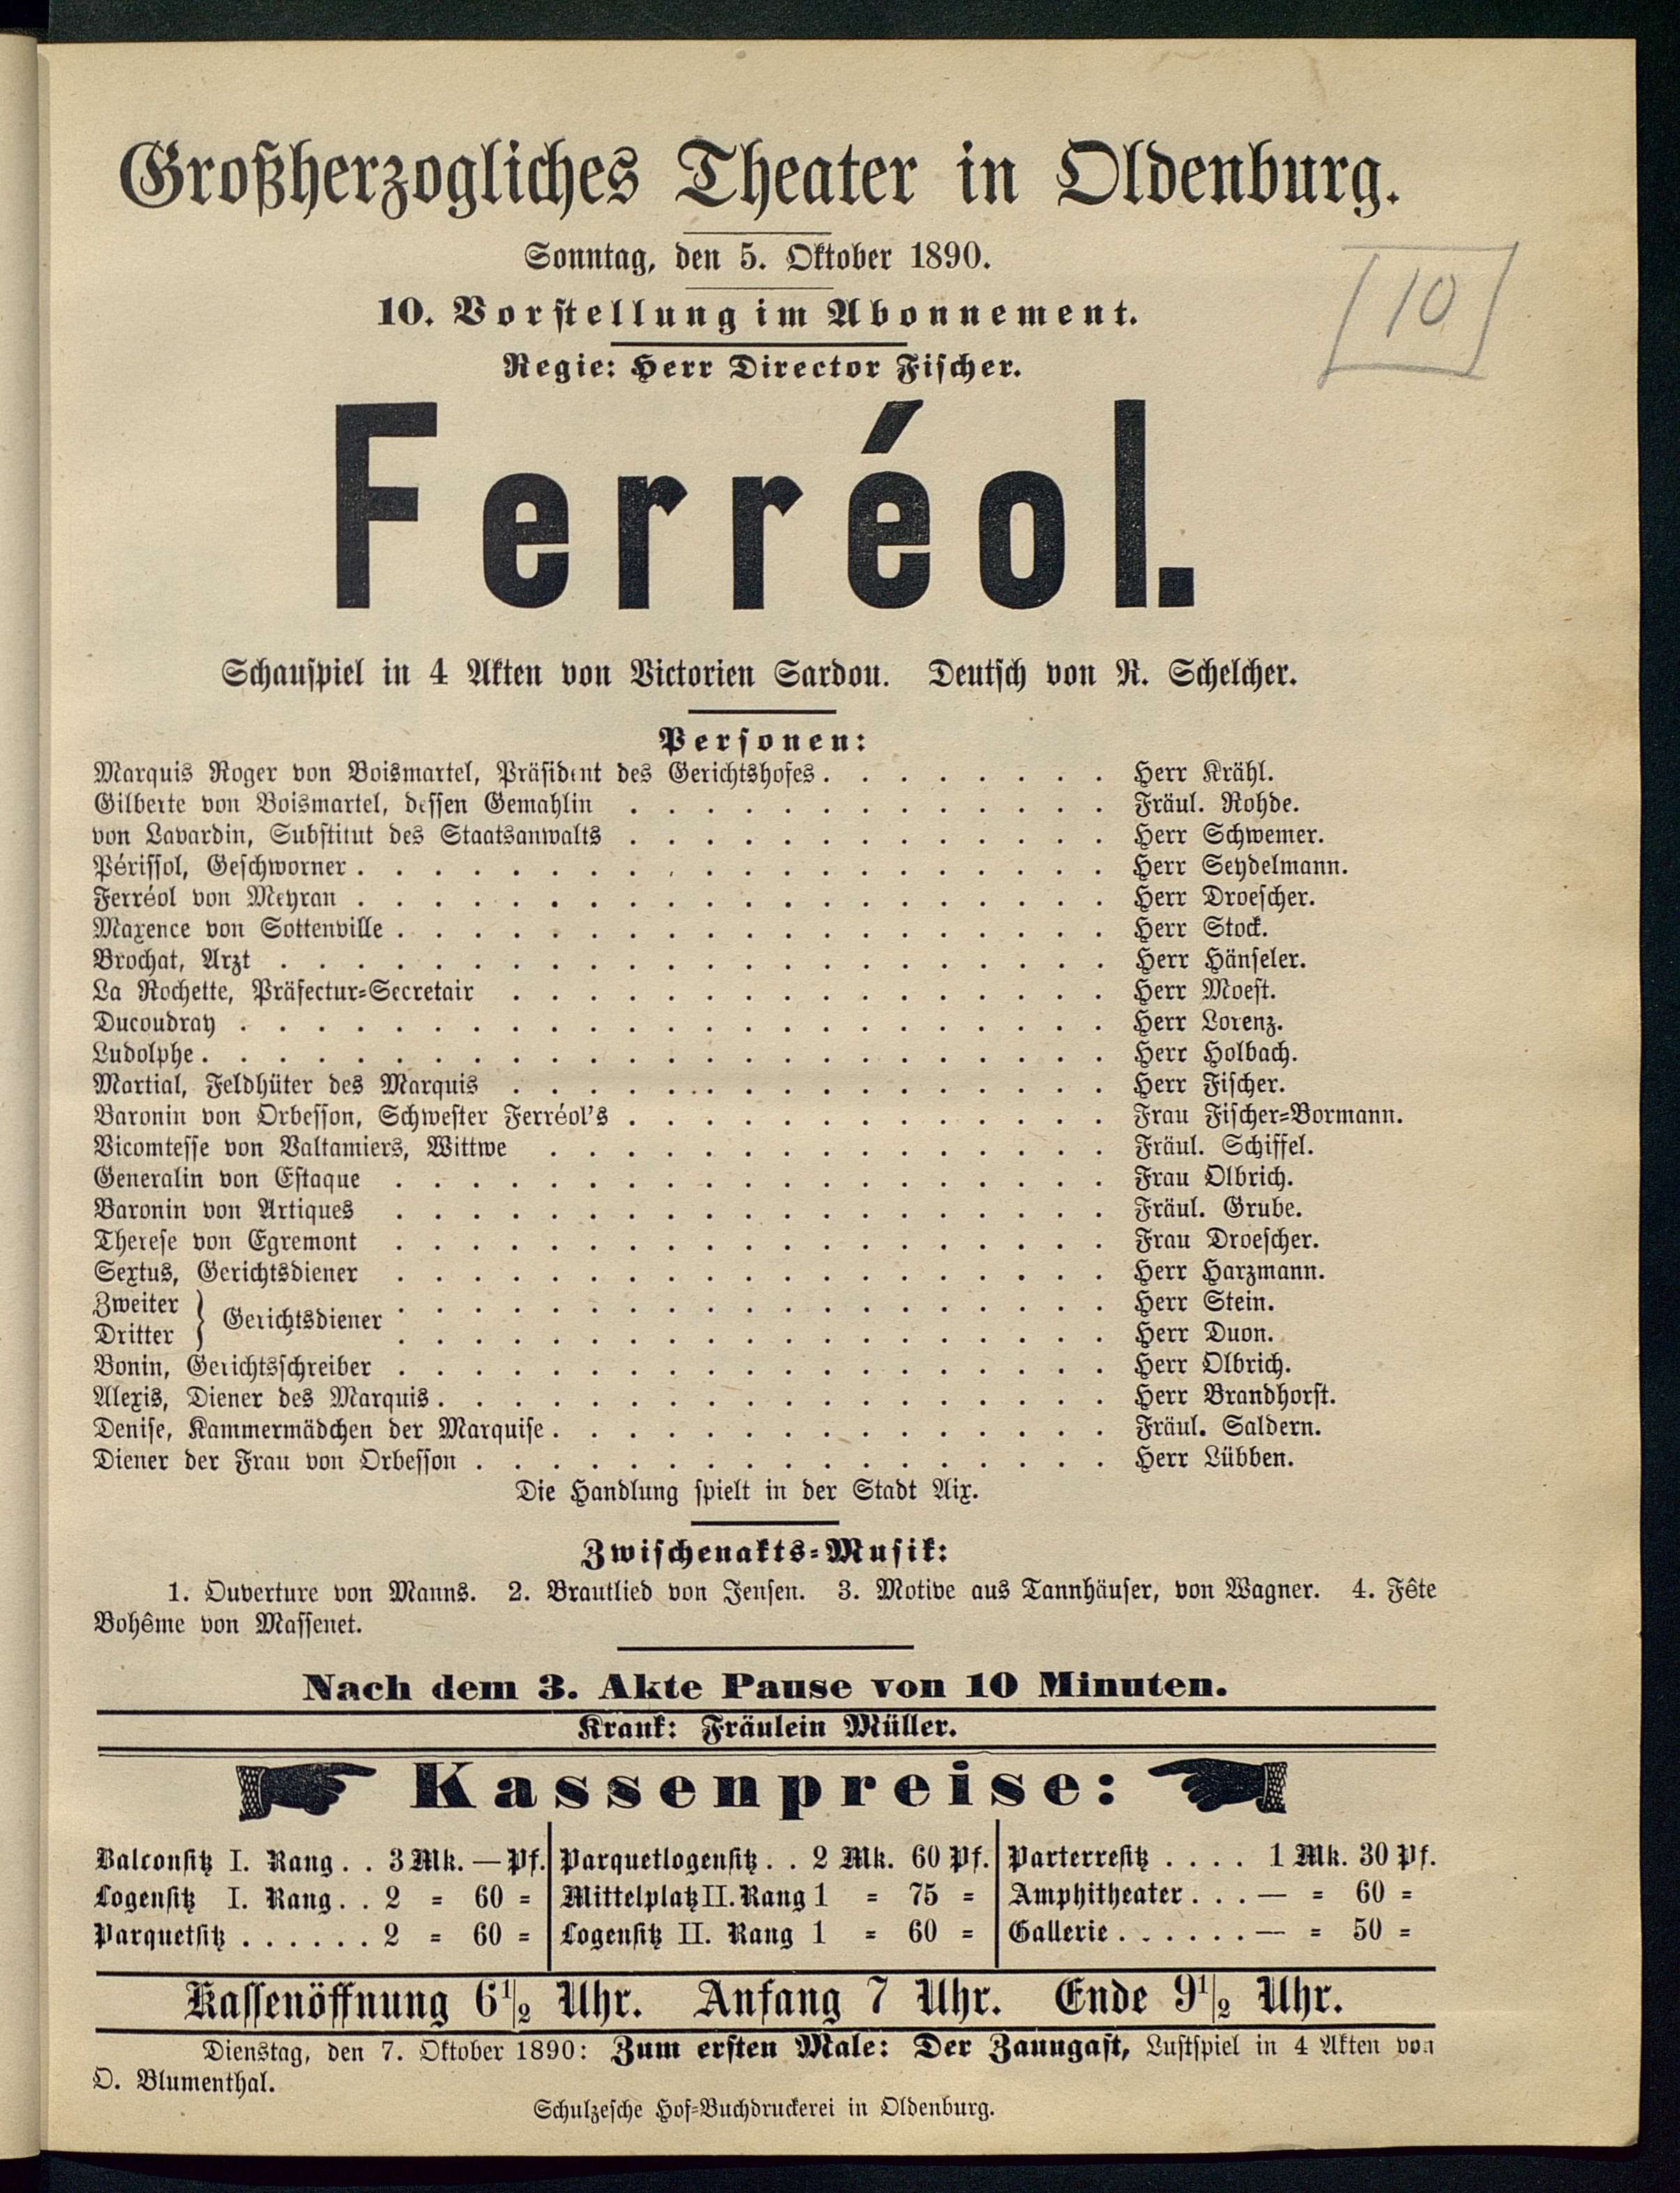 Großherzogliches Theater in Oldenburg.
Sonntag, den 5. Oktober 1890.
10
10. Vorstellung im Abonnement.
Regie: Herr Director Fischer.
Ferréol.
Schauspiel in 4 Akten von Victorien Sardou. Deutsch von R. Schelcher.
Personen:
Marquis Roger von Boismartel, Präsident des Gerichtshofes . . . . . . . . Herr Krähl.
Gilberte von Boismartel, dessen Gemahlin . . . . . . . . . . . . . Fräul. Rohde.
von Lavardin, Substitut des Staatsanwalts . . . . . . . . . . . . . Herr Schwemer.
Périssol, Geschworner . . . . . . . . . . . . . . . . . . . . Herr Seydelmann.
Ferréol von Meyran . . . . . . . . . . . . . . . . . . . . Herr Droescher.
Maxence von Sottenville . . . . . . . . . . . . . . . . . . . Herr Stock.
Brochat, Arzt . . . . . . . . . . . . . . . . . . . . . . Herr Hänseler.
La Rochette, Präfectur-Secretair . . . . . . . . . . . . . . . . Herr Moest.
Ducoudray . . . . . . . . . . . . . . . . . . . . . . . Herr Lorenz.
Ludolphe . . . . . . . . . . . . . . . . . . . . . . . . Herr Holbach.
Martial, Feldhüter des Marquis . . . . . . . . . . . . . . . . Herr Fischer.
Baronin von Orbesson, Schwester Ferréol's . . . . . . . . . . . . . Frau Fischer-Bormann.
Vicomtesse von Valtamiers, Wittwe . . . . . . . . . . . . . . . Fräul. Schiffel.
Generalin von Estaque . . . . . . . . . . . . . . . . . . . Frau Olbrich.
Baronin von Artiques . . . . . . . . . . . . . . . . . . . Fräul. Grube.
Therese von Egremont . . . . . . . . . . . . . . . . . . . Frau Droescher.
Sextus, Gerichtsdiener . . . . . . . . . . . . . . . . . . . Herr Harzmann.
Zweiter } Gerichtsdiener . . . . . . . . . . . . . . . . . . . Herr Stein.
Dritter } . . . . . . . . . . . . . . . . . . . Herr Duon.
Bonin, Gerichtsschreiber . . . . . . . . . . . . . . . . . . . Herr Olbrich.
Alexis, Diener des Marquis . . . . . . . . . . . . . . . . . . Herr Brandhorst.
Denise, Kammermädchen der Marquise . . . . . . . . . . . . . . . Fräul. Saldern.
Diener der Frau von Orbesson . . . . . . . . . . . . . . . . . Herr Lübben.
Die Handlung spielt in der Stadt Aix.
Zwischenakts-Musik:
1. Ouverture von Manns. 2. Brautlied von Jensen. 3. Motive aus Tannhäuser, von Wagner. 4. Fête
Bohême von Massenet.
Nach dem 3. Akte Pause von 10 Minuten.
Krank: Fräulein Müller.
Kassenpreise:
Balconsitz I. Rang . . 3 Mk. — Pf. Parquetlogensitz . . 2 Mk. 60 Pf. Parterresitz . . . . 1 Mk. 30 Pf.
Logensitz I. Rang . . 2 = 60 = Mittelplatz II. Rang 1 = 75 = Amphitheater . . . — = 60 =
Parquetsitz . . . . . . 2 = 60 = Logensitz II. Rang 1 = 60 = Gallerie . . . . . . — = 50 =
Kassenöffnung 6½ Uhr. Anfang 7 Uhr. Ende 9½ Uhr.
Dienstag, den 7. Oktober 1890: Zum ersten Male: Der Zaungast, Lustspiel in 4 Akten von
O. Blumenthal.
Schulzesche Hof-Buchdruckerei in Oldenburg.